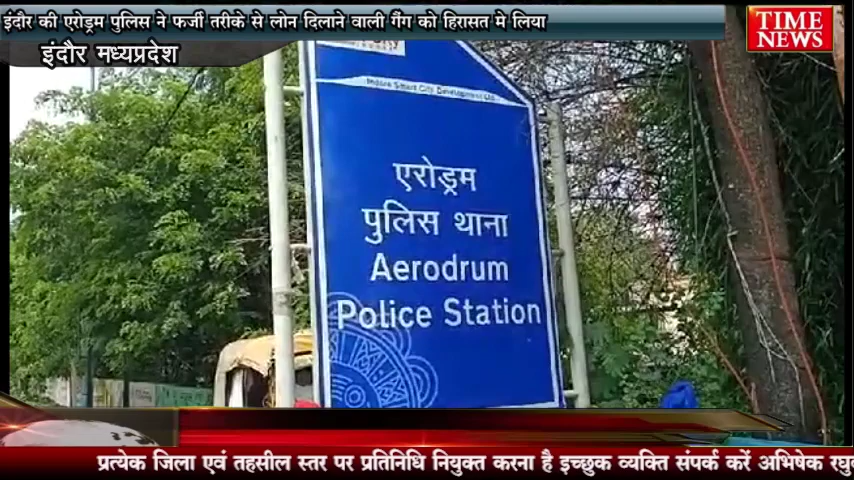 इंदौर की एरोड्रम पुलिस ने फर्जी तरीके से लोन दिलाने वाली गैंग को हिरासत मे लिया
TIME
NEWS
इंदौर मध्यप्रदेश
Indore Smart City Development Ltd.
एरोड्रम
पुलिस थाना
Aerodrum
Police Station
प्रत्येक जिला एवं तहसील स्तर पर प्रतिनिधि नियुक्त करना है इच्छुक व्यक्ति संपर्क करें अभिषेक